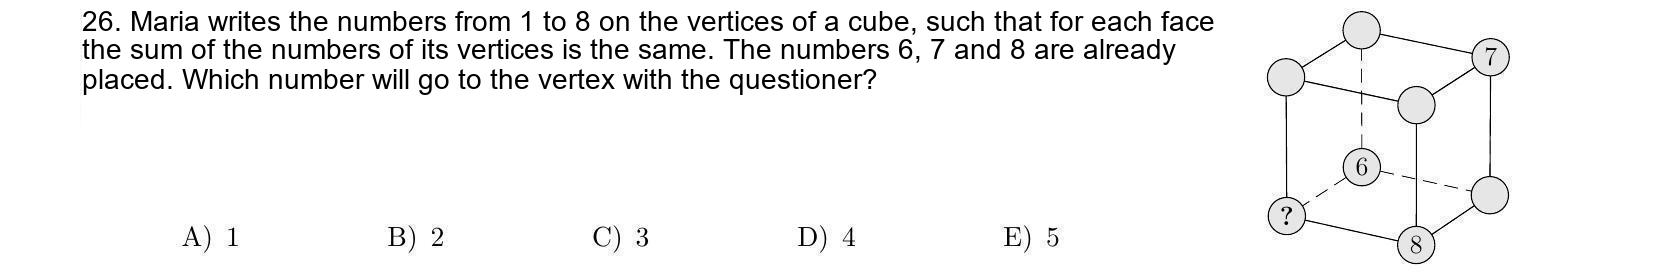 26. Maria writes the numbers from 1 to 8 on the vertices of a cube, such that for each face
the sum of the numbers of its vertices is the same. The numbers 6, 7 and 8 are already
placed. Which number will go to the vertex with the questioner?
7
6
?
8
A) 1 B) 2 C) 3 D) 4 E) 5